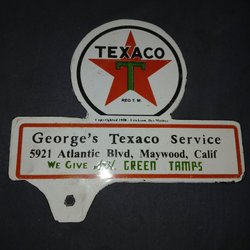 TEXACO
T
REG T. M.
George's Texaco Service
5921 Atlantic Blvd, Maywood, Calif
WE GIVE GREEN TAMPS